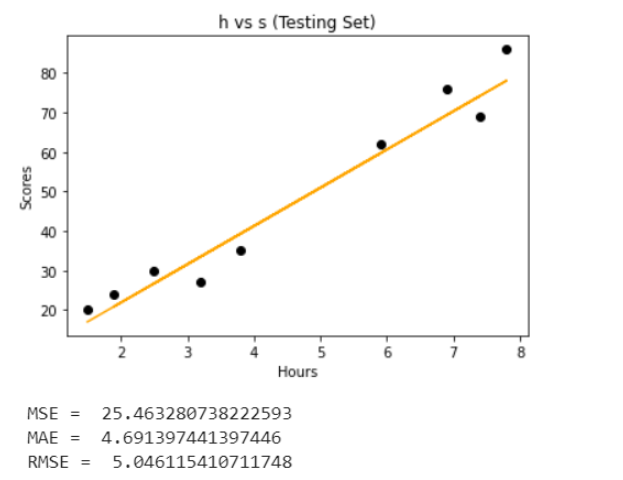 h vs s (Testing Set)
Scores
80
70
60
50
40
30
20
2 3 4 5 6 7 8
Hours
MSE = 25.463280738222593
MAE = 4.691397441397446
RMSE = 5.046115410711748